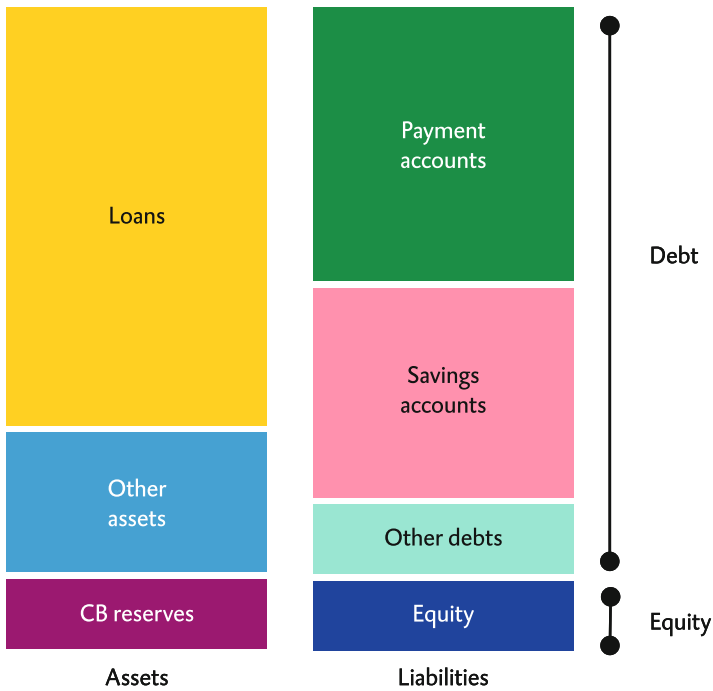 Loans
Other
assets
CB reserves
Assets
Payment
accounts
Savings
accounts
Other debts
Equity
Liabilities
Debt
Equity